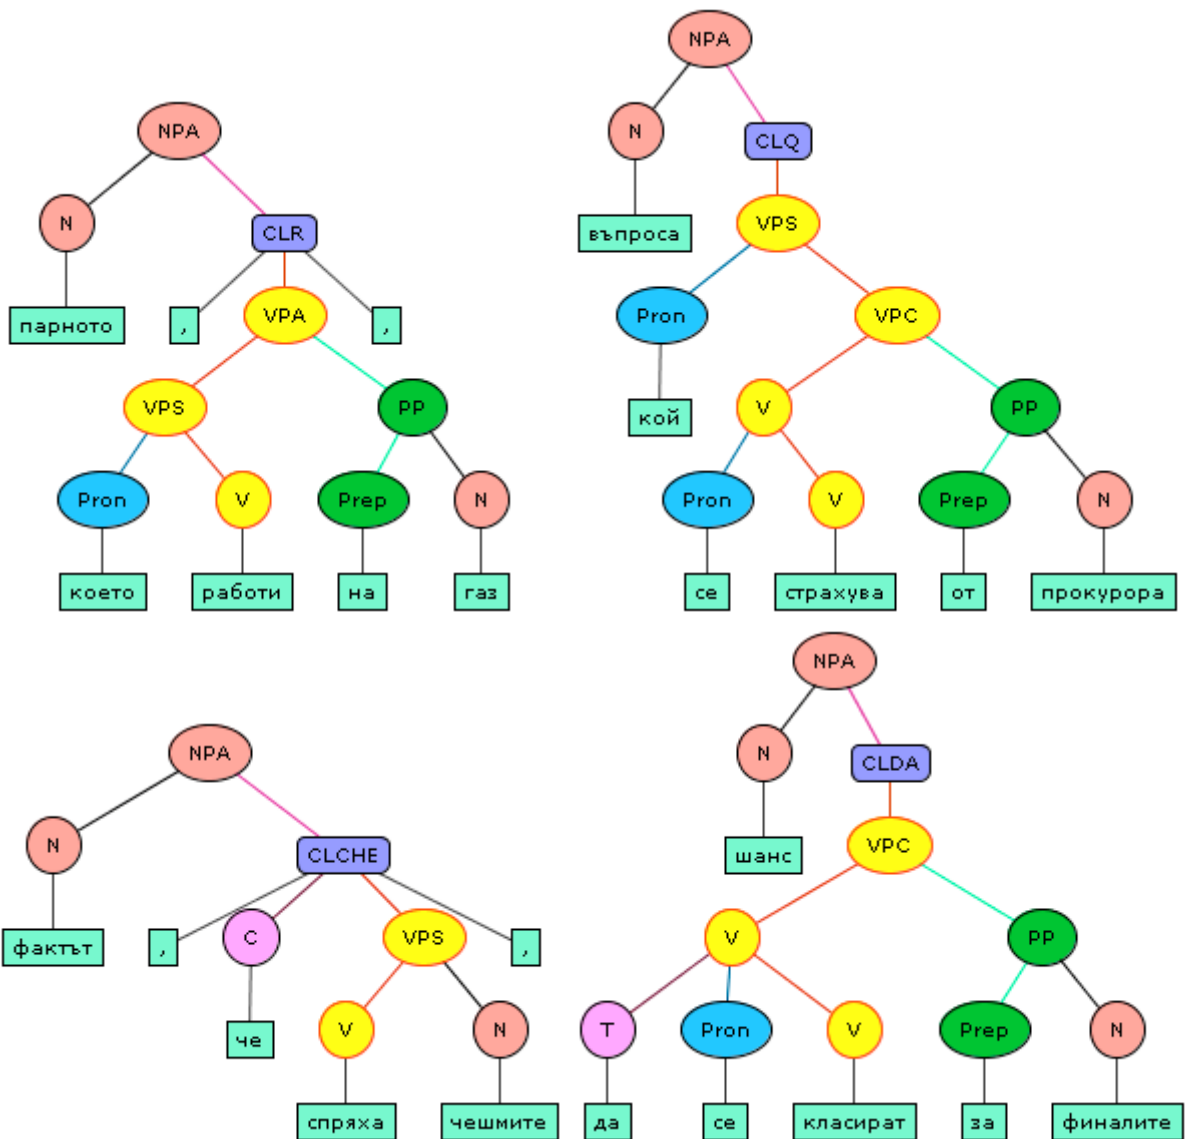 NPA
N
CLR
парното
,
VPA
,
VPS
PP
Pron
V
Prep
N
което
работи
на
газ
NPA
N
CLQ
въпроса
VPS
Pron
VPC
кой
V
PP
Pron
V
Prep
N
се
страхува
от
прокурора
NPA
N
CLCHE
фактът
,
C
VPS
,
че
V
N
спряха
чешмите
NPA
N
CLDA
шанс
VPC
V
PP
T
Pron
V
Prep
N
да
се
класират
за
финалите